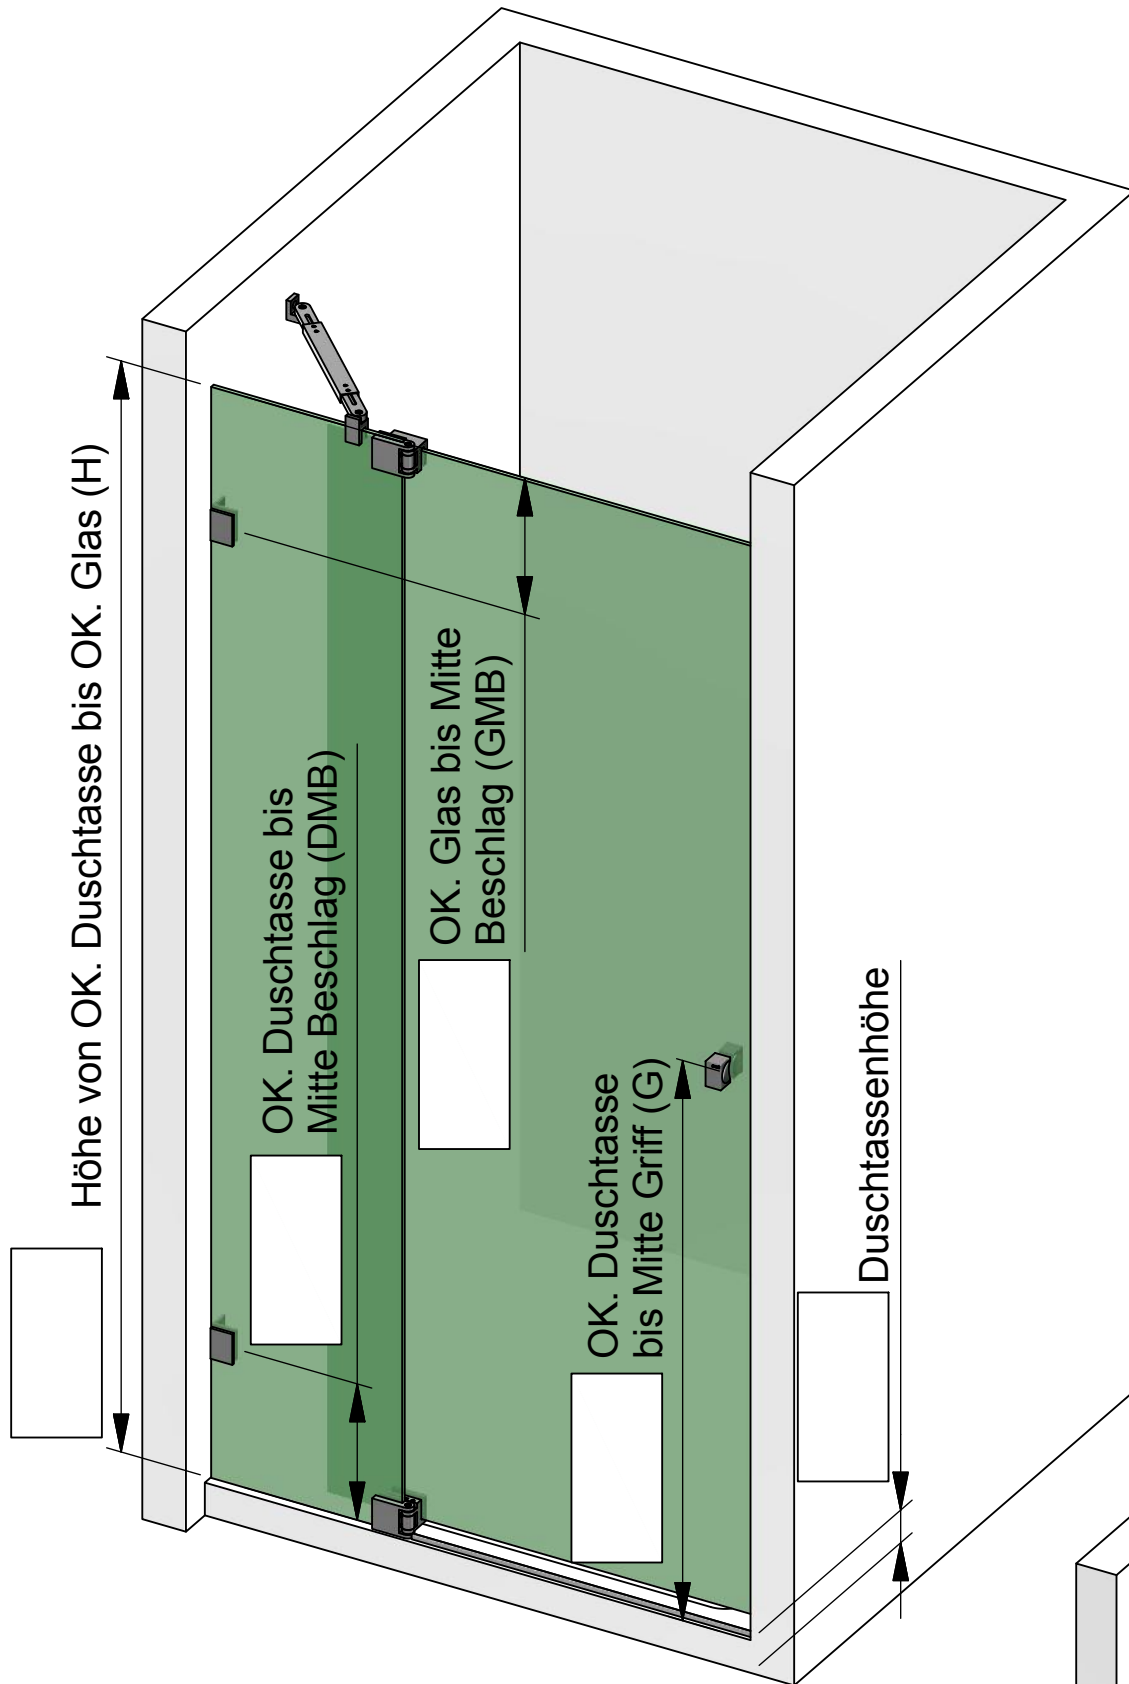 Höhe von OK. Duschtasse bis OK. Glas (H)
OK. Duschtasse bis
Mitte Beschlag (DMB)
OK. Glas bis Mitte
Beschlag (GMB)
OK. Duschtasse
bis Mitte Griff (G)
Duschtassenhöhe